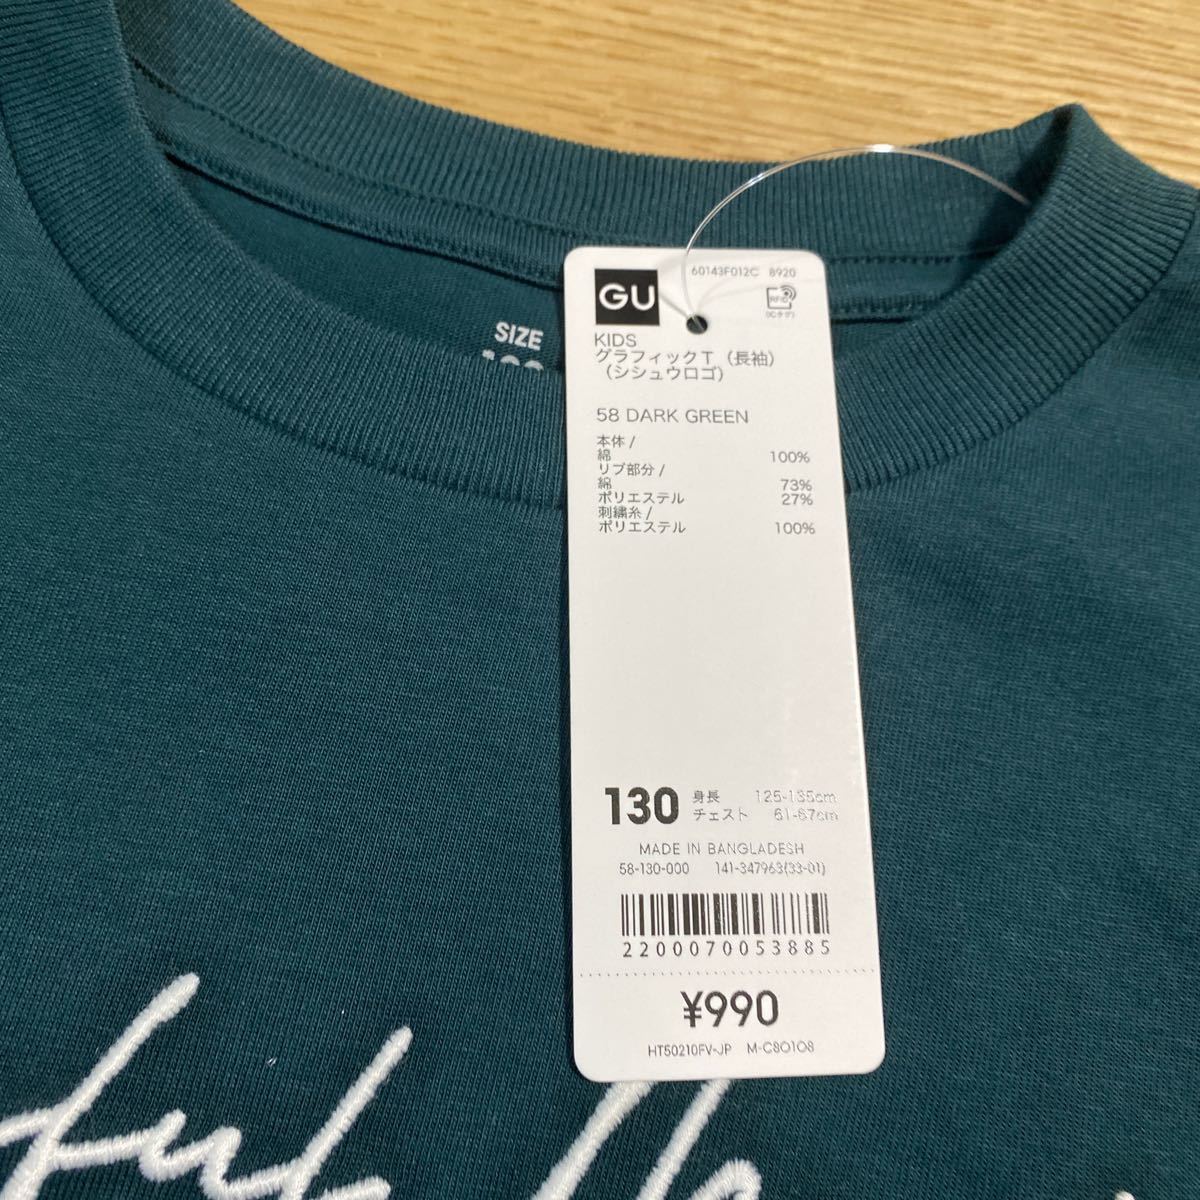 SIZE
60143F012C 8920
GU
RFID
(ICタグ)
KIDS
グラフィックT（長袖）
（シシュウロゴ）
58 DARK GREEN
本体 /
綿 100%
リブ部分 /
綿 73%
ポリエステル 27%
刺繍糸 /
ポリエステル 100%
130 身長 125-135cm
チェスト 61-67cm
MADE IN BANGLADESH
58-130-000 141-347963(33-01)
2200070053885
¥990
HT50210FV-JP M-C80108